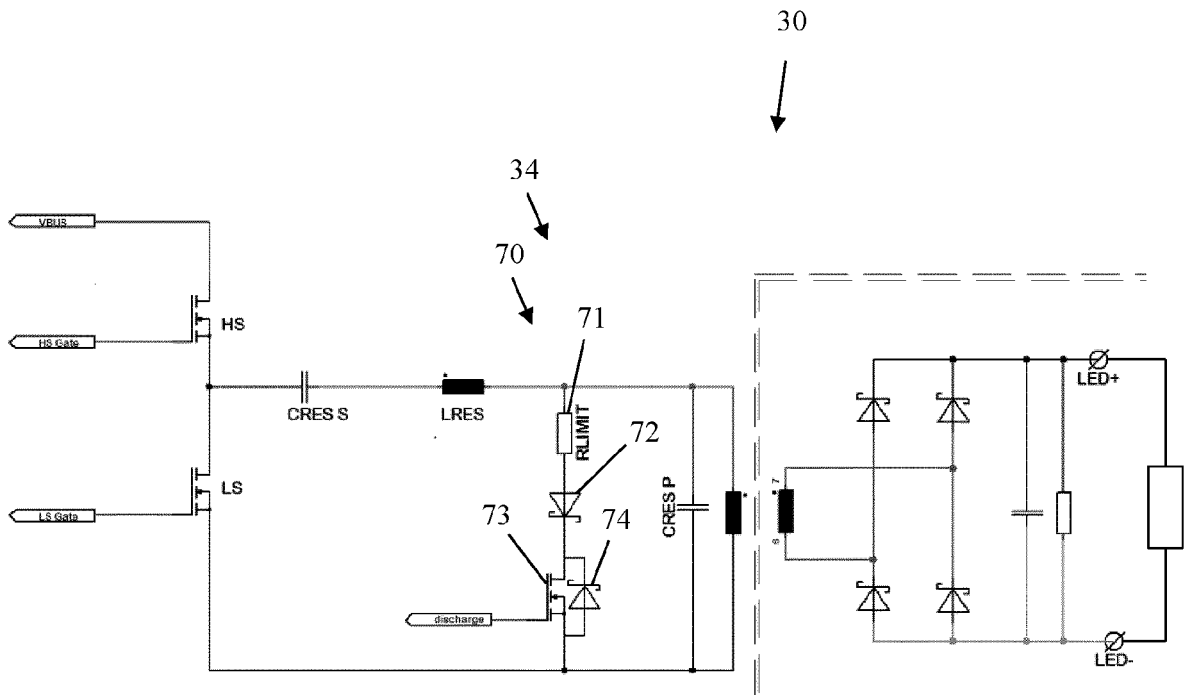 30
34
70
VBUS
71
HS
HS Gate
LED+
CRES S
LRES
RLIMIT
72
LS
7
CRES P
LS Gate
73
74
discharge
LED-